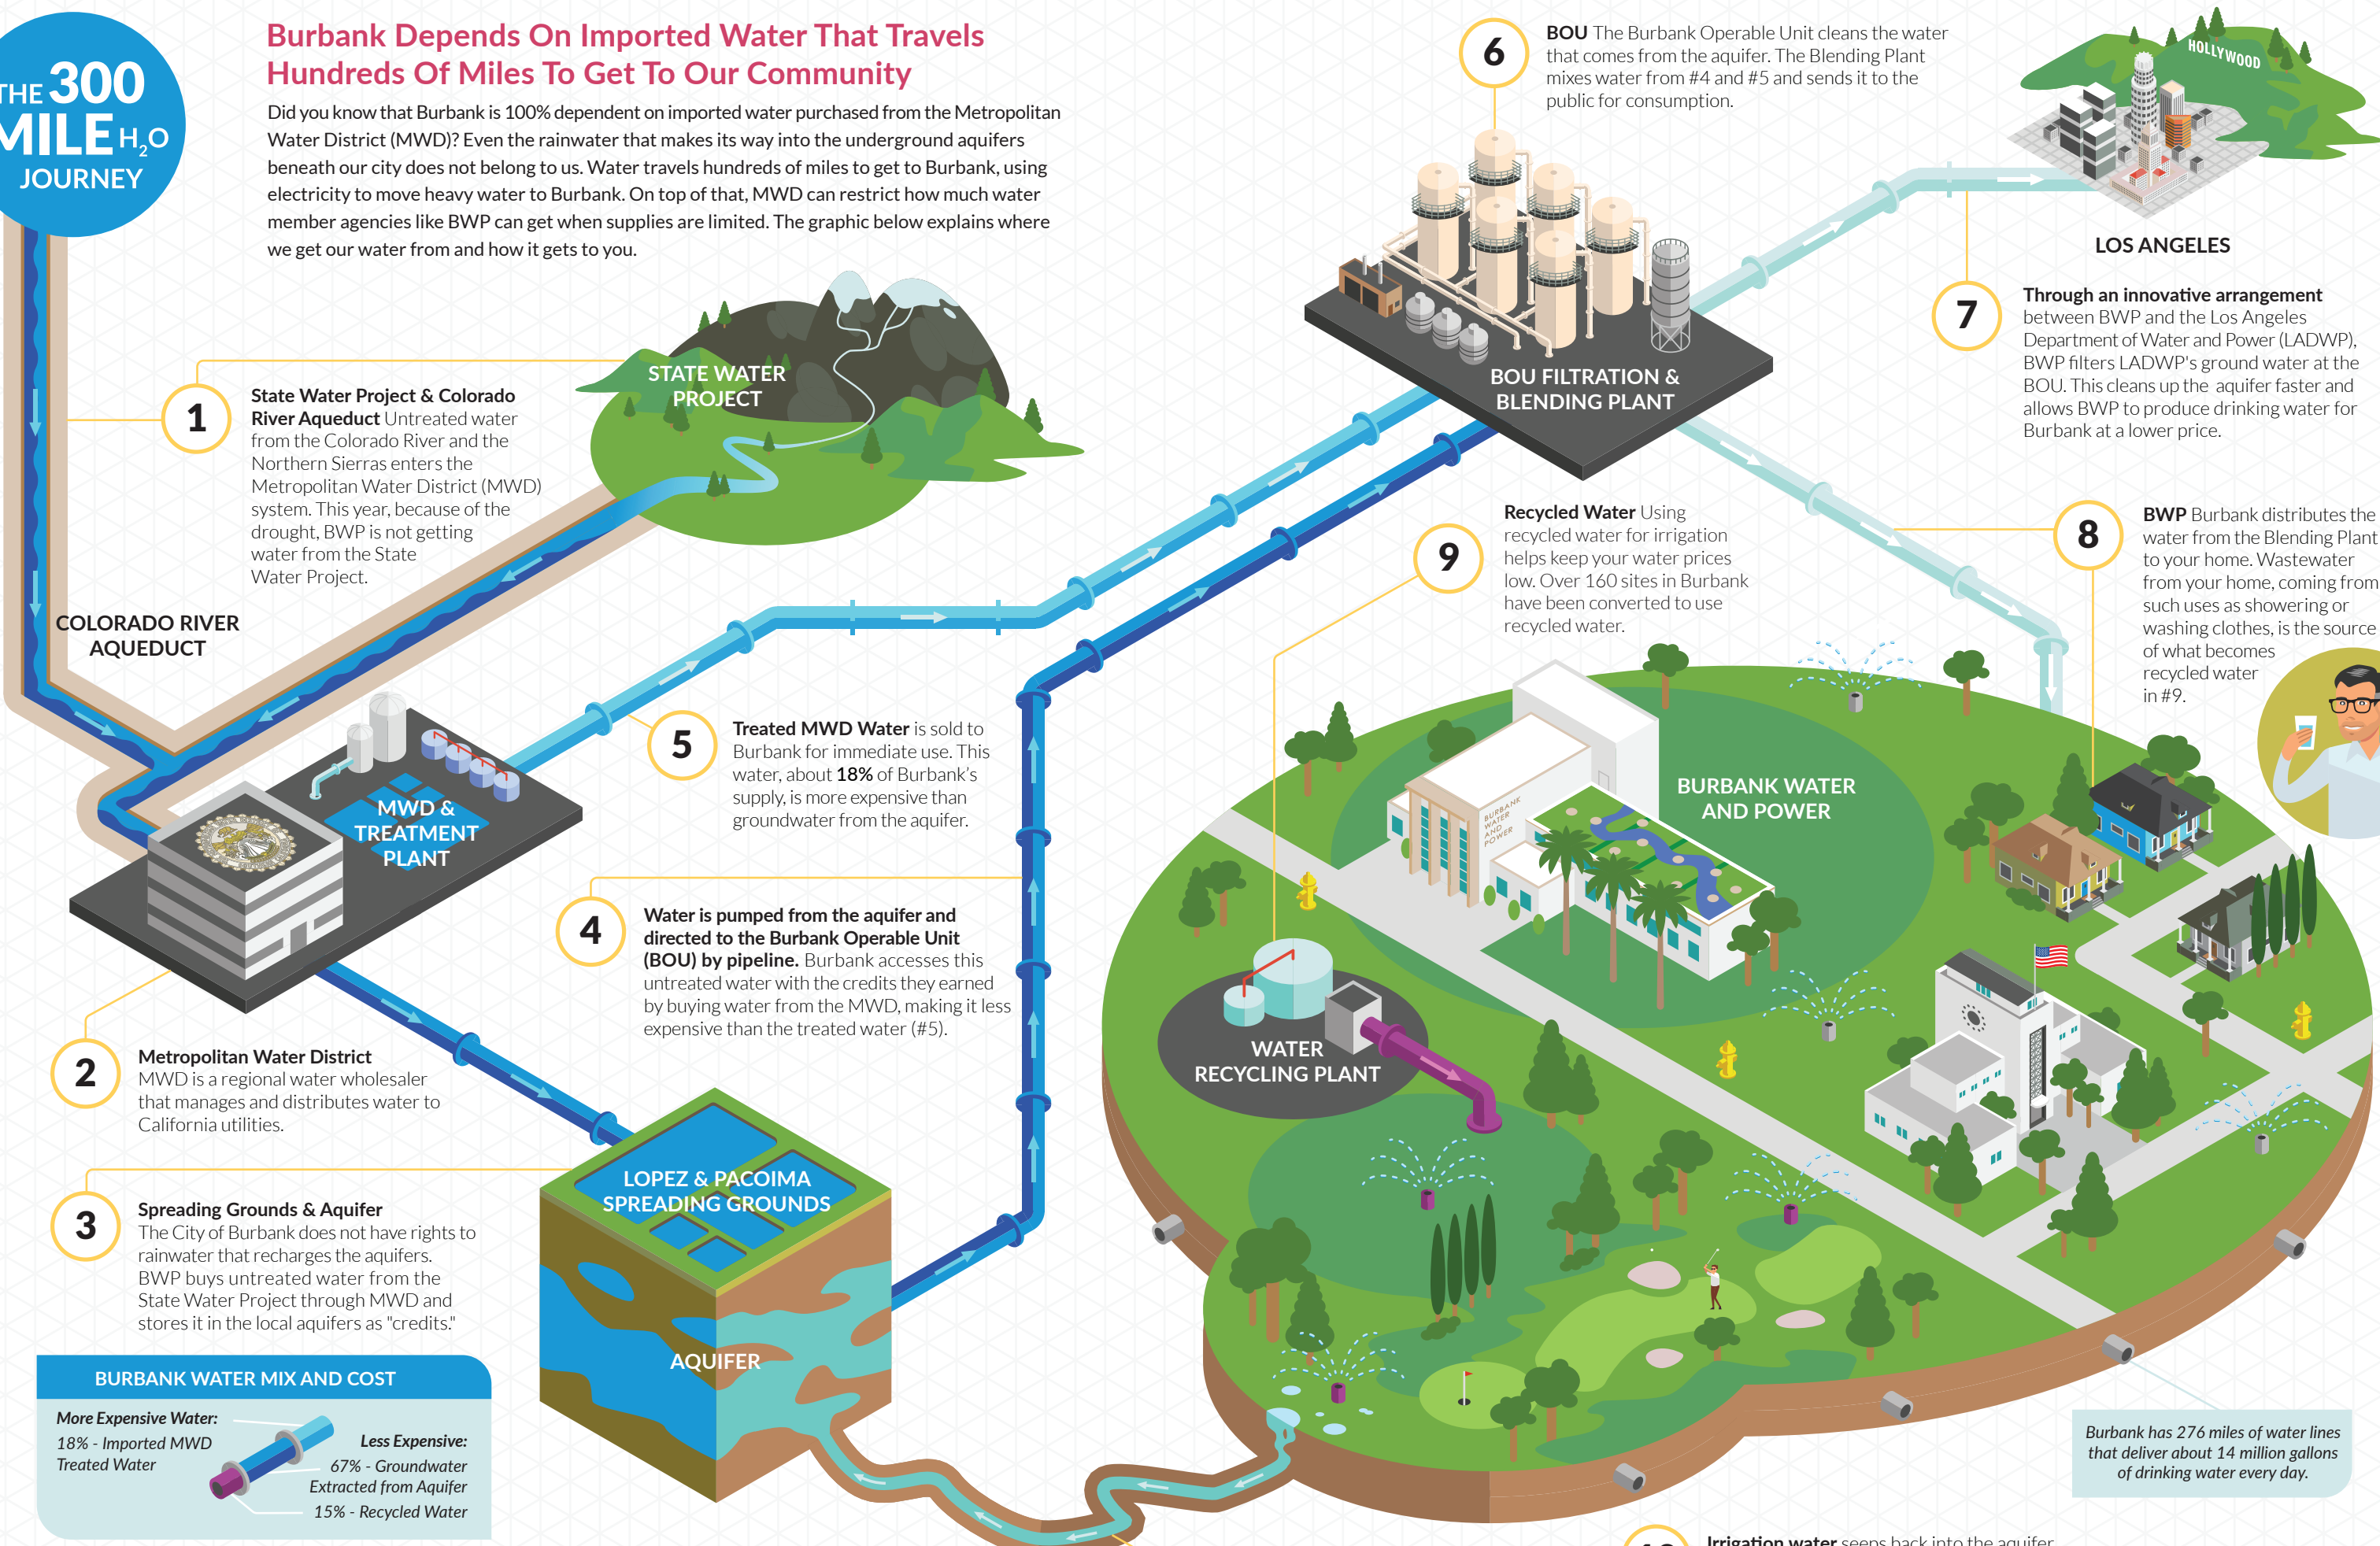 THE 300
MILE H2O
JOURNEY
Burbank Depends On Imported Water That Travels
Hundreds Of Miles To Get To Our Community
Did you know that Burbank is 100% dependent on imported water purchased from the Metropolitan
Water District (MWD)? Even the rainwater that makes its way into the underground aquifers
beneath our city does not belong to us. Water travels hundreds of miles to get to Burbank, using
electricity to move heavy water to Burbank. On top of that, MWD can restrict how much water
member agencies like BWP can get when supplies are limited. The graphic below explains where
we get our water from and how it gets to you.
6
BOU The Burbank Operable Unit cleans the water
that comes from the aquifer. The Blending Plant
mixes water from #4 and #5 and sends it to the
public for consumption.
HOLLYWOOD
LOS ANGELES
7
Through an innovative arrangement
between BWP and the Los Angeles
Department of Water and Power (LADWP),
BWP filters LADWP's ground water at the
BOU. This cleans up the aquifer faster and
allows BWP to produce drinking water for
Burbank at a lower price.
BOU FILTRATION &
BLENDING PLANT
STATE WATER
PROJECT
1
State Water Project & Colorado
River Aqueduct Untreated water
from the Colorado River and the
Northern Sierras enters the
Metropolitan Water District (MWD)
system. This year, because of the
drought, BWP is not getting
water from the State
Water Project.
COLORADO RIVER
AQUEDUCT
9
Recycled Water Using
recycled water for irrigation
helps keep your water prices
low. Over 160 sites in Burbank
have been converted to use
recycled water.
8
BWP Burbank distributes the
water from the Blending Plant
to your home. Wastewater
from your home, coming from
such uses as showering or
washing clothes, is the source
of what becomes
recycled water
in #9.
5
Treated MWD Water is sold to
Burbank for immediate use. This
water, about 18% of Burbank's
supply, is more expensive than
groundwater from the aquifer.
MWD &
TREATMENT
PLANT
BURBANK WATER
AND POWER
BURBANK
WATER
AND
POWER
4
Water is pumped from the aquifer and
directed to the Burbank Operable Unit
(BOU) by pipeline. Burbank accesses this
untreated water with the credits they earned
by buying water from the MWD, making it less
expensive than the treated water (#5).
2
Metropolitan Water District
MWD is a regional water wholesaler
that manages and distributes water to
California utilities.
WATER
RECYCLING PLANT
3
Spreading Grounds & Aquifer
The City of Burbank does not have rights to
rainwater that recharges the aquifers.
BWP buys untreated water from the
State Water Project through MWD and
stores it in the local aquifers as "credits."
LOPEZ & PACOIMA
SPREADING GROUNDS
AQUIFER
BURBANK WATER MIX AND COST
More Expensive Water:
18% - Imported MWD
Treated Water
Less Expensive:
67% - Groundwater
Extracted from Aquifer
15% - Recycled Water
Burbank has 276 miles of water lines
that deliver about 14 million gallons
of drinking water every day.
10
Irrigation water seeps back into the aquifer